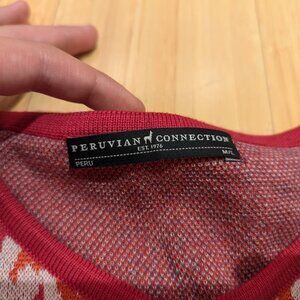 PERUVIAN CONNECTION
EST. 1976
PERU M/L